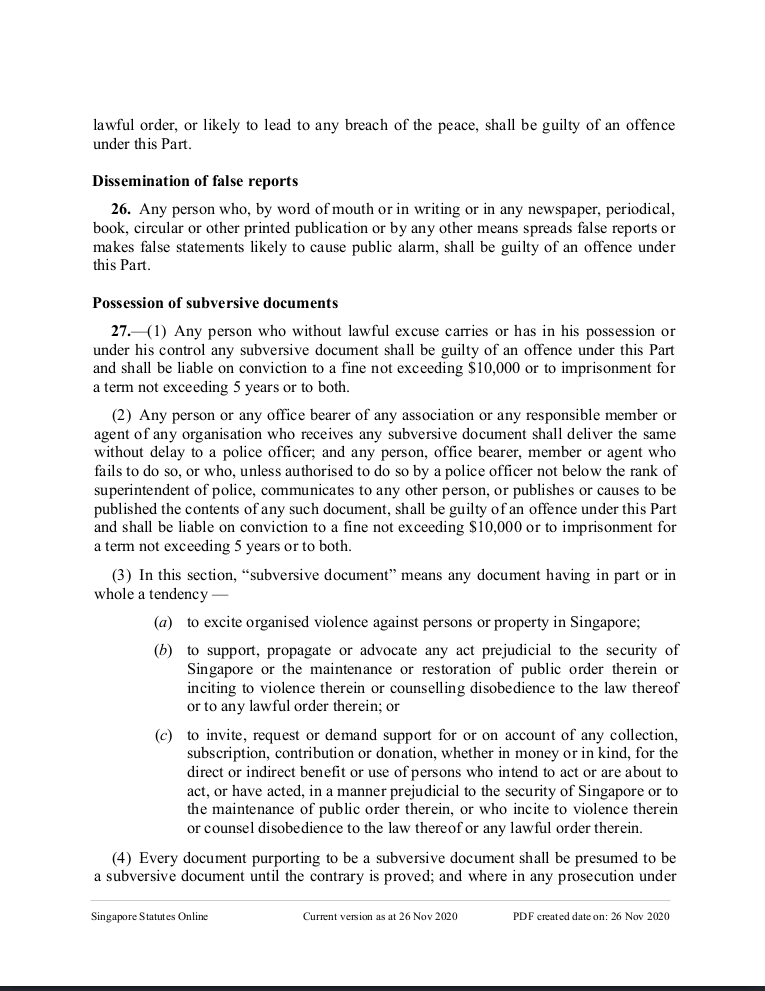 lawful order, or likely to lead to any breach of the peace, shall be guilty of an offence
under this Part.
Dissemination of false reports
26. Any person who, by word of mouth or in writing or in any newspaper, periodical,
book, circular or other printed publication or by any other means spreads false reports or
makes false statements likely to cause public alarm, shall be guilty of an offence under
this Part.
Possession of subversive documents
27.—(1) Any person who without lawful excuse carries or has in his possession or
under his control any subversive document shall be guilty of an offence under this Part
and shall be liable on conviction to a fine not exceeding $10,000 or to imprisonment for
a term not exceeding 5 years or to both.
(2) Any person or any office bearer of any association or any responsible member or
agent of any organisation who receives any subversive document shall deliver the same
without delay to a police officer; and any person, office bearer, member or agent who
fails to do so, or who, unless authorised to do so by a police officer not below the rank of
superintendent of police, communicates to any other person, or publishes or causes to be
published the contents of any such document, shall be guilty of an offence under this Part
and shall be liable on conviction to a fine not exceeding $10,000 or to imprisonment for
a term not exceeding 5 years or to both.
(3) In this section, “subversive document” means any document having in part or in
whole a tendency —
(a) to excite organised violence against persons or property in Singapore;
(b) to support, propagate or advocate any act prejudicial to the security of
Singapore or the maintenance or restoration of public order therein or
inciting to violence therein or counselling disobedience to the law thereof
or to any lawful order therein; or
(c) to invite, request or demand support for or on account of any collection,
subscription, contribution or donation, whether in money or in kind, for the
direct or indirect benefit or use of persons who intend to act or are about to
act, or have acted, in a manner prejudicial to the security of Singapore or to
the maintenance of public order therein, or who incite to violence therein
or counsel disobedience to the law thereof or any lawful order therein.
(4) Every document purporting to be a subversive document shall be presumed to be
a subversive document until the contrary is proved; and where in any prosecution under
Singapore Statutes Online Current version as at 26 Nov 2020 PDF created date on: 26 Nov 2020